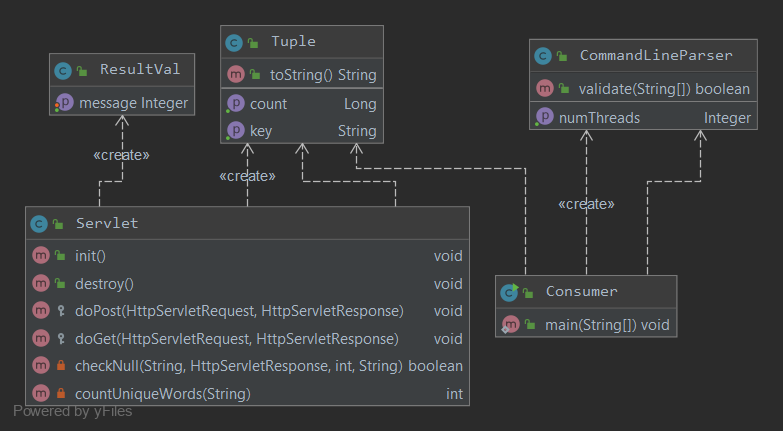 ResultVal
message Integer
Tuple
toString() String
count Long
key String
CommandLineParser
validate(String[]) boolean
numThreads Integer
«create»
«create»
«create»
Servlet
init() void
destroy() void
doPost(HttpServletRequest, HttpServletResponse) void
doGet(HttpServletRequest, HttpServletResponse) void
checkNull(String, HttpServletResponse, int, String) boolean
countUniqueWords(String) int
Consumer
main(String[]) void
Powered by yFiles